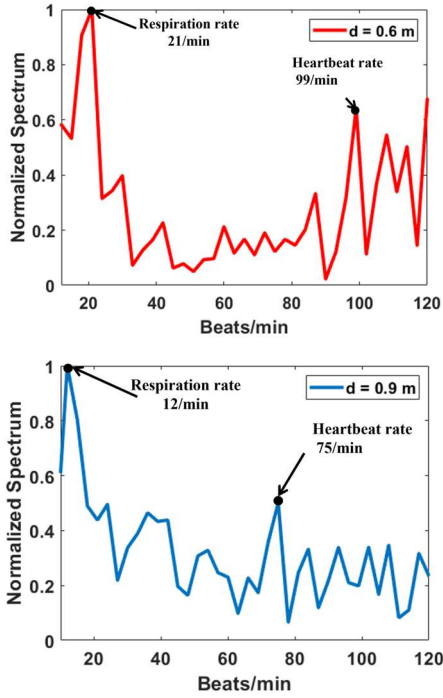 1
0.8
0.6
0.4
0.2
0
Normalized Spectrum
Respiration rate
21/min
d = 0.6 m
Heartbeat rate
99/min
20 40 60 80 100 120
Beats/min
1
0.8
0.6
0.4
0.2
0
Normalized Spectrum
Respiration rate
12/min
d = 0.9 m
Heartbeat rate
75/min
20 40 60 80 100 120
Beats/min